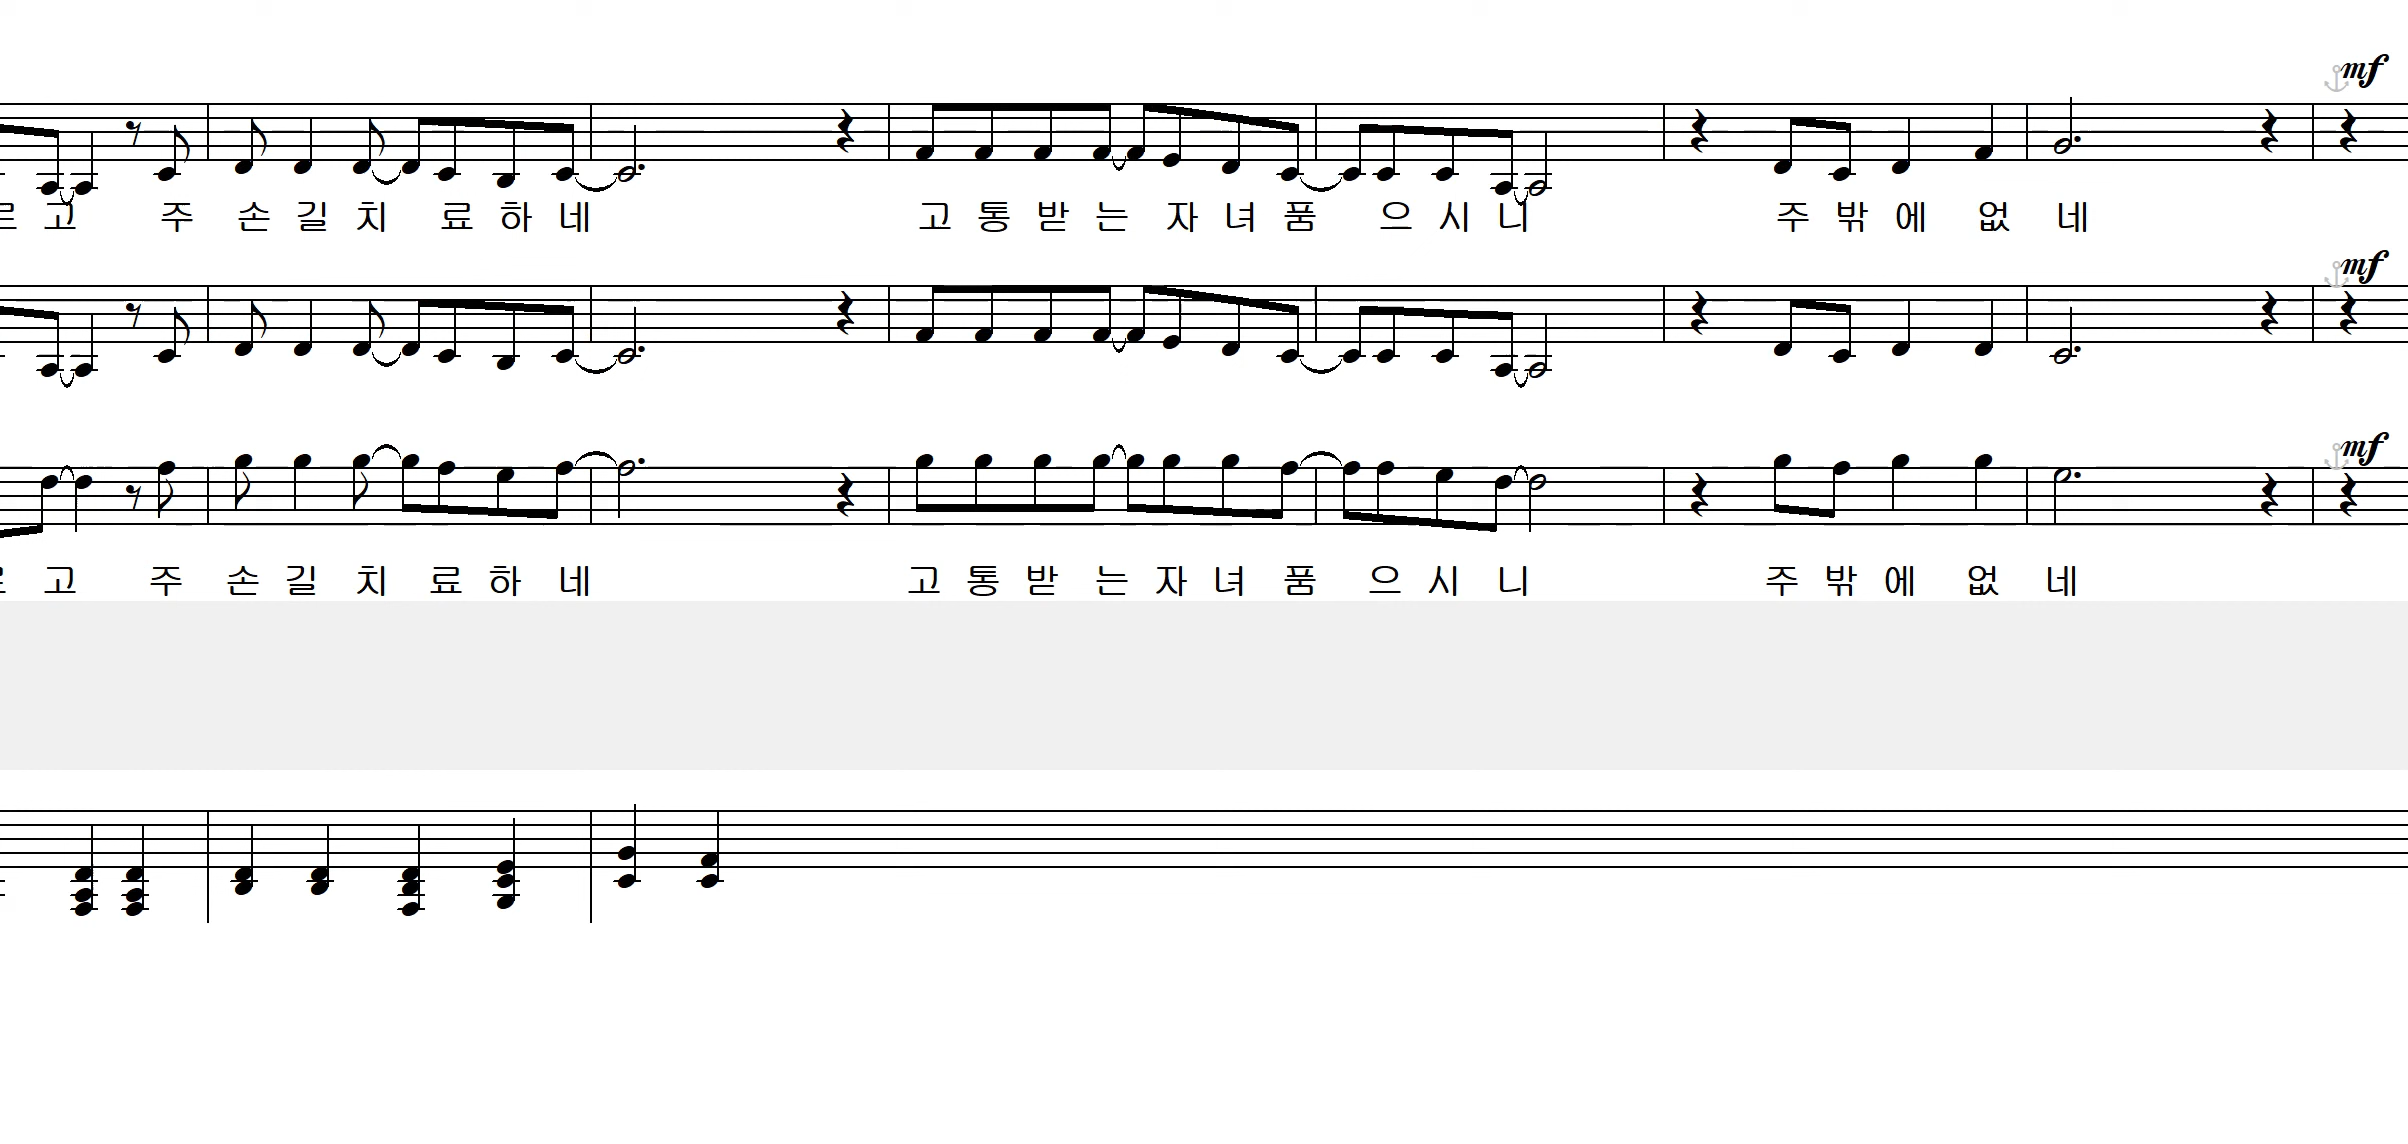 mf
고 주 손 길 치 료 하 네 고 통 받 는 자 녀 품 으 시 니 주 밖 에 없 네
mf
mf
고 주 손 길 치 료 하 네 고 통 받 는 자 녀 품 으 시 니 주 밖 에 없 네